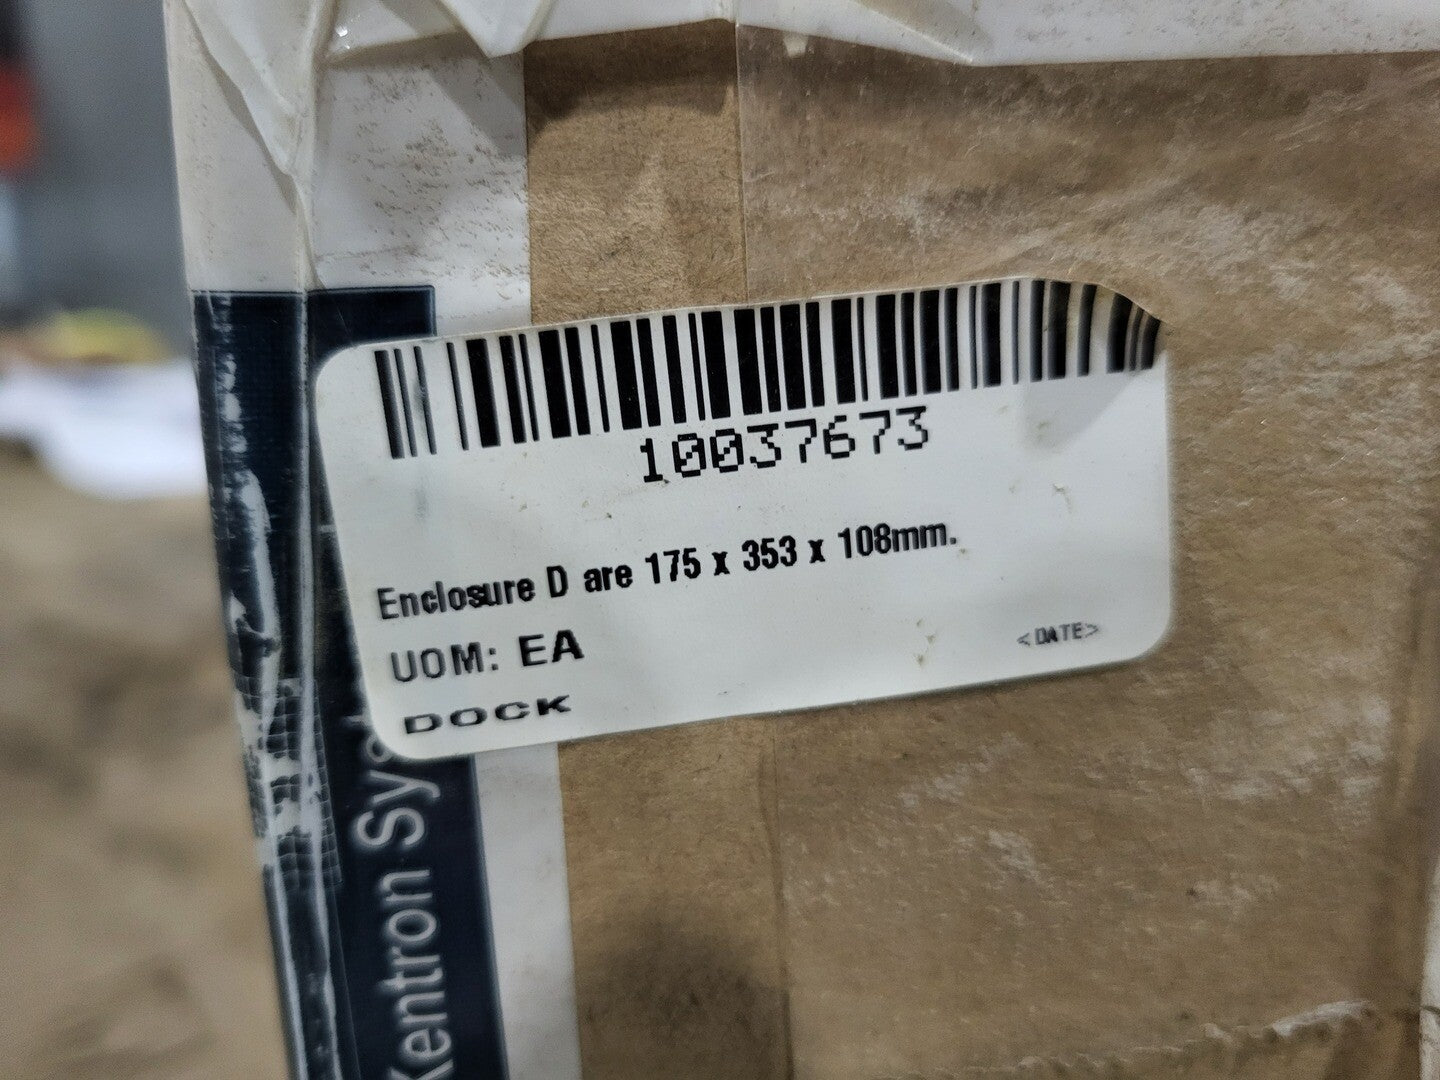 10037673
Enclosure D are 175 x 353 x 108mm.
UOM: EA
<DATE>
DOCK
Kentron Sy